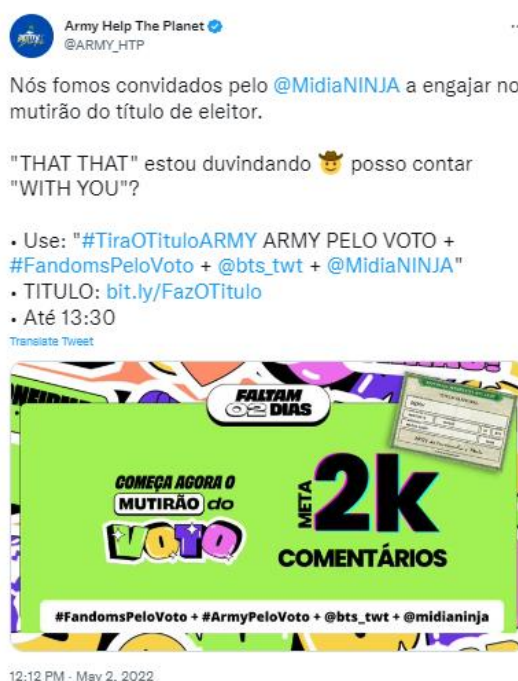 Army Help The Planet
@ARMY_HTP
Nós fomos convidados pelo @MidiaNINJA a engajar no
mutirão do título de eleitor.
"THAT THAT" estou duvindando 🤠 posso contar
"WITH YOU"?
• Use: "#TiraOTituloARMY ARMY PELO VOTO +
#FandomsPeloVoto + @bts_twt + @MidiaNINJA"
• TITULO: bit.ly/FazOTitulo
• Até 13:30
Translate Tweet
FALTAM
02 DIAS
COMEÇA AGORA O
MUTIRÃO do
VOTO
META
2k
COMENTÁRIOS
#FandomsPeloVoto + #ArmyPeloVoto + @bts_twt + @midianinja
12:12 PM · May 2, 2022